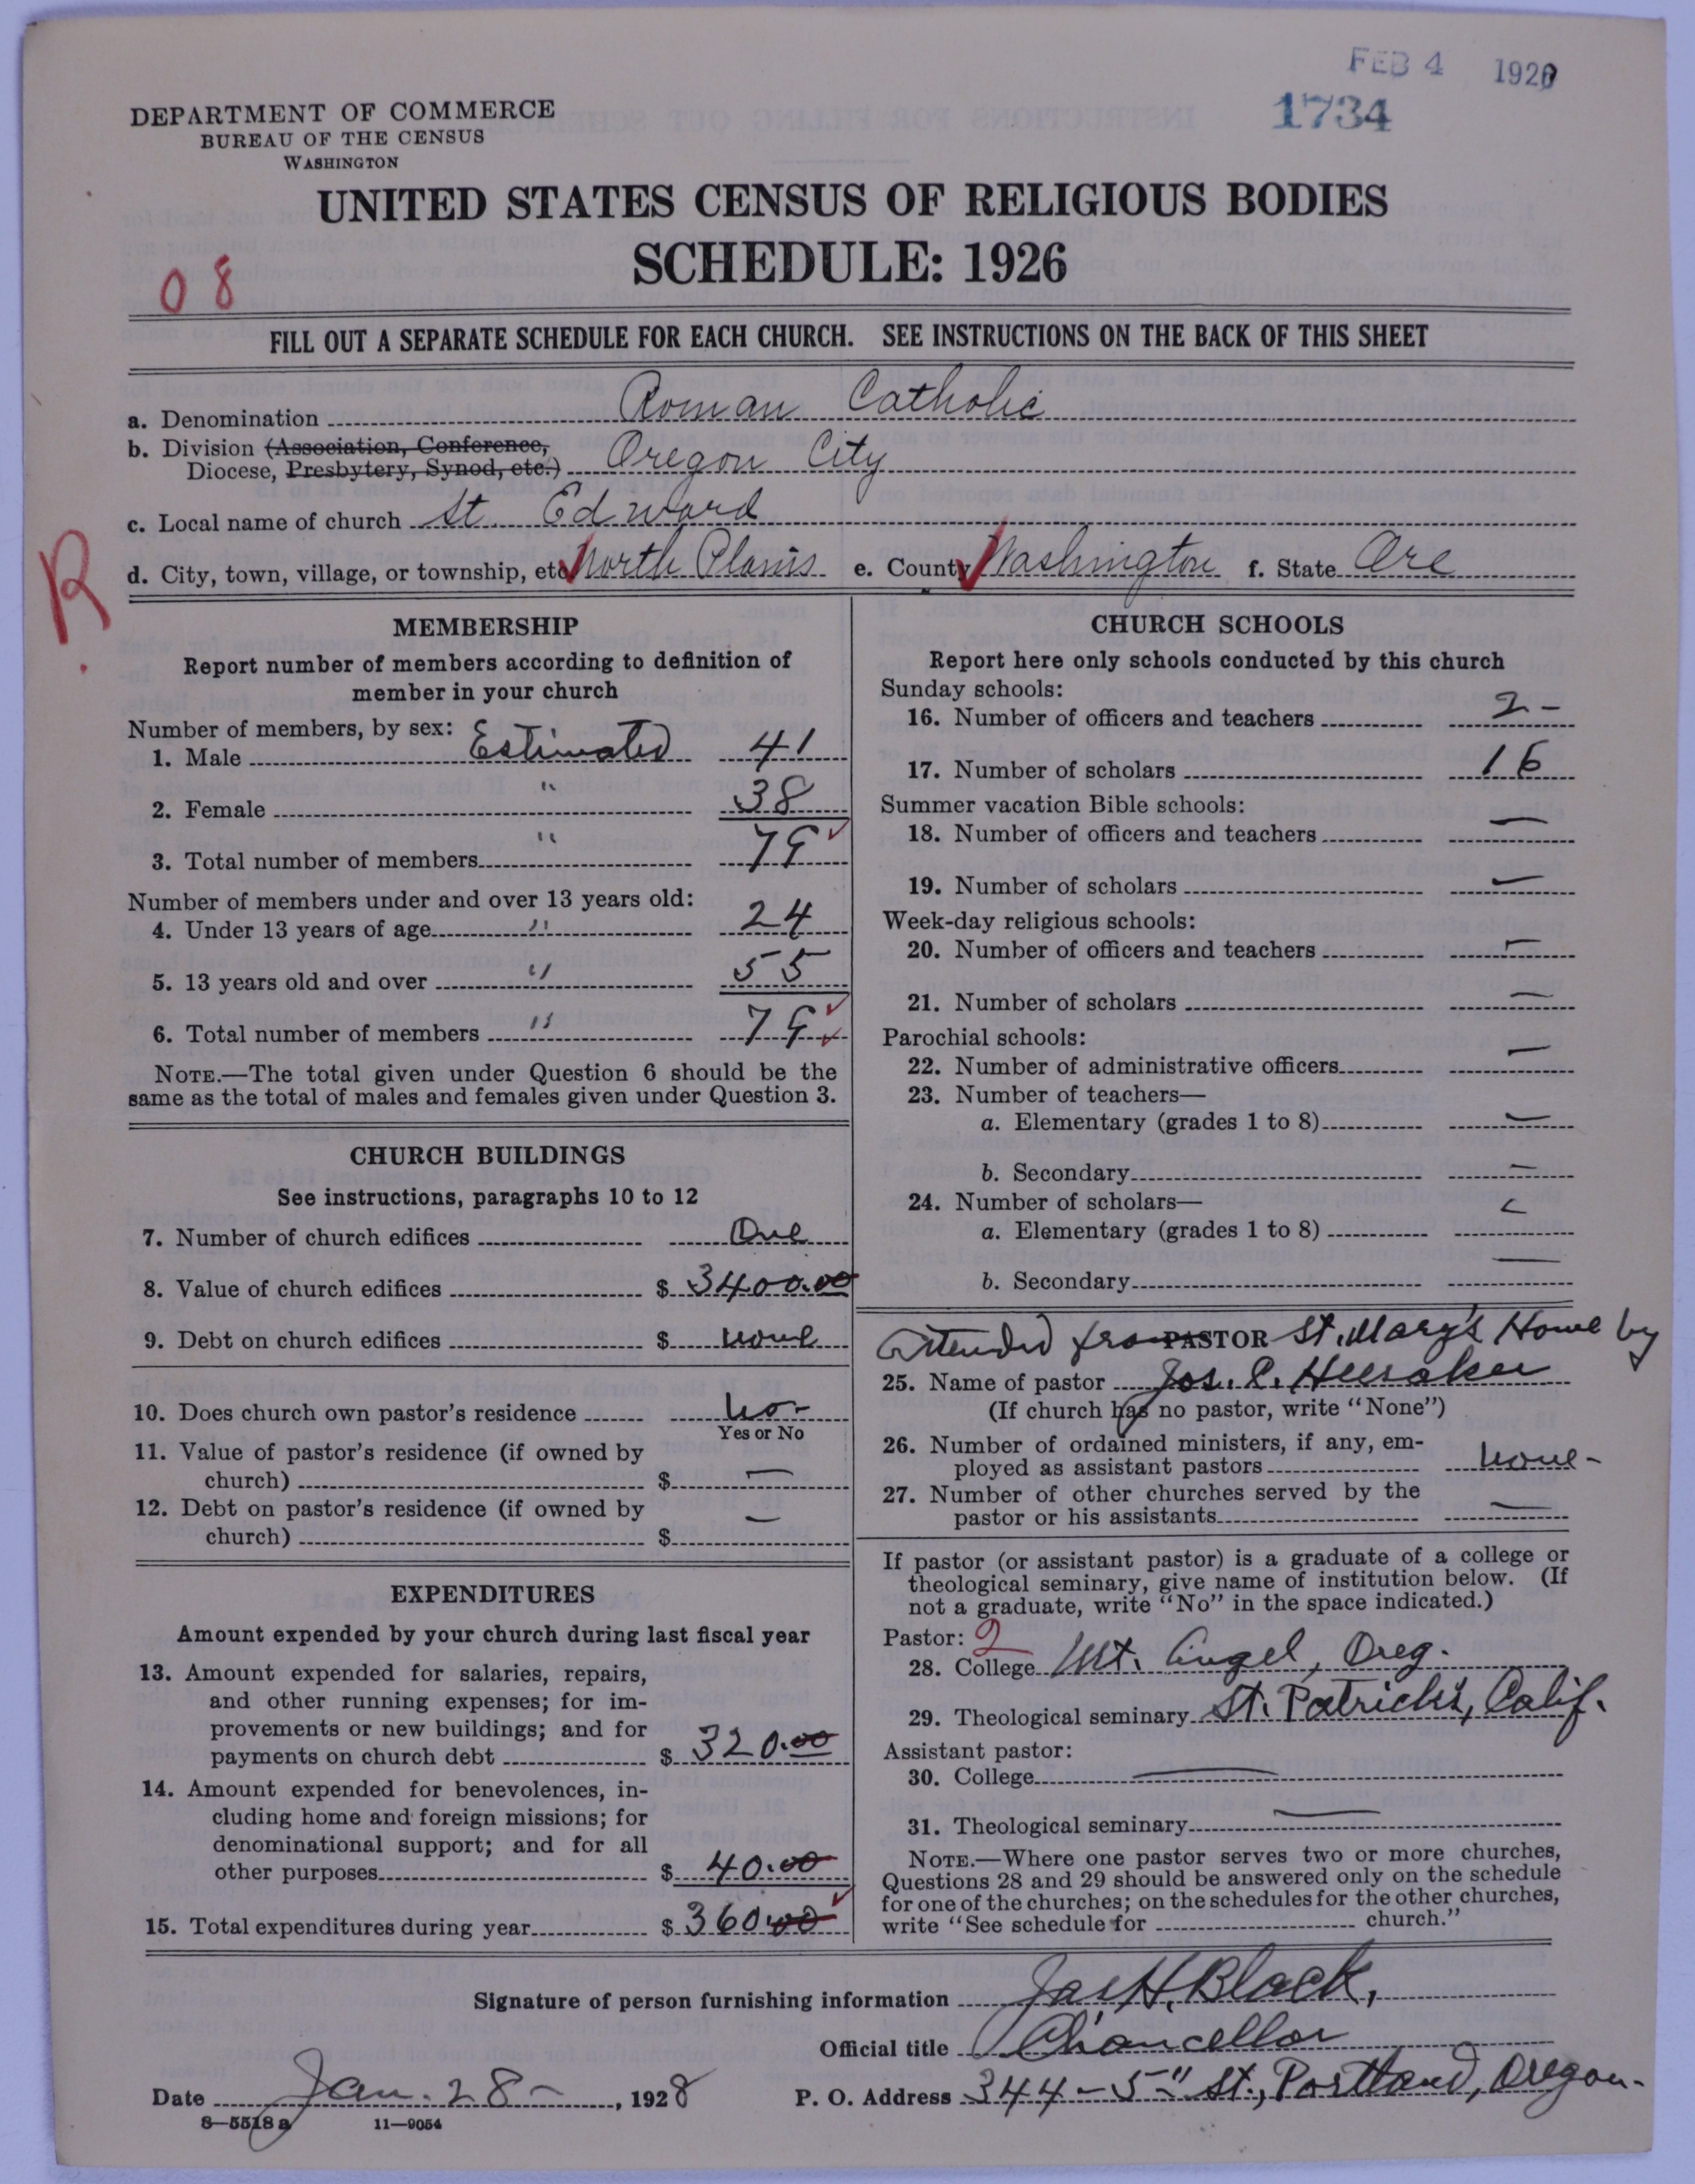 FEB 4 192
1734
DEPARTMENT OF COMMERCE
BUREAU OF THE CENSUS
WASHINGTON
UNITED STATES CENSUS OF RELIGIOUS BODIES
SCHEDULE: 1926
08
FILL OUT A SEPARATE SCHEDULE FOR EACH CHURCH. SEE INSTRUCTIONS ON THE BACK OF THIS SHEET
a. Denomination Roman Catholic
b. Division (Association, Conference,
Diocese, Presbytery, Synod, etc.) Oregon City
c. Local name of church St. Edward
R.
d. City, town, village, or township, etc North Plains e. County Washington f. State Ore
MEMBERSHIP
Report number of members according to definition of
member in your church
Number of members, by sex:
1. Male Estimated 41
2. Female " 38
3. Total number of members " 79
Number of members under and over 13 years old:
4. Under 13 years of age " 24
5. 13 years old and over " 55
6. Total number of members " 79
NOTE.—The total given under Question 6 should be the
same as the total of males and females given under Question 3.
CHURCH BUILDINGS
See instructions, paragraphs 10 to 12
7. Number of church edifices One
8. Value of church edifices $ 3400.00
9. Debt on church edifices $ none
10. Does church own pastor's residence No-
Yes or No
11. Value of pastor's residence (if owned by
church) $ —
12. Debt on pastor's residence (if owned by
church) $ —
EXPENDITURES
Amount expended by your church during last fiscal year
13. Amount expended for salaries, repairs,
and other running expenses; for im-
provements or new buildings; and for
payments on church debt $ 320.00
14. Amount expended for benevolences, in-
cluding home and foreign missions; for
denominational support; and for all
other purposes $ 40.00
15. Total expenditures during year $ 360.00
CHURCH SCHOOLS
Report here only schools conducted by this church
Sunday schools:
16. Number of officers and teachers 2-
17. Number of scholars 16
Summer vacation Bible schools:
18. Number of officers and teachers —
19. Number of scholars —
Week-day religious schools:
20. Number of officers and teachers —
21. Number of scholars —
Parochial schools:
22. Number of administrative officers —
23. Number of teachers—
a. Elementary (grades 1 to 8) —
b. Secondary —
24. Number of scholars—
a. Elementary (grades 1 to 8)
b. Secondary —
Attended from PASTOR St. Mary's Home by
25. Name of pastor Jos.
(If church has no pastor, write "None")
26. Number of ordained ministers, if any, em-
ployed as assistant pastors none-
27. Number of other churches served by the
pastor or his assistants —
If pastor (or assistant pastor) is a graduate of a college or
theological seminary, give name of institution below. (If
not a graduate, write "No" in the space indicated.)
Pastor: 2
28. College Mt. Angel, Oreg.
29. Theological seminary St. Patrick's, Calif.
Assistant pastor:
30. College —
31. Theological seminary —
NOTE.—Where one pastor serves two or more churches,
Questions 28 and 29 should be answered only on the schedule
for one of the churches; on the schedules for the other churches,
write "See schedule for church."
Signature of person furnishing information Jas. H. Black,
Official title Chancellor
Date Jan. 28- , 1928 P. O. Address 344-5" St., Portland, Oregon-
8—5518 a 11—9054